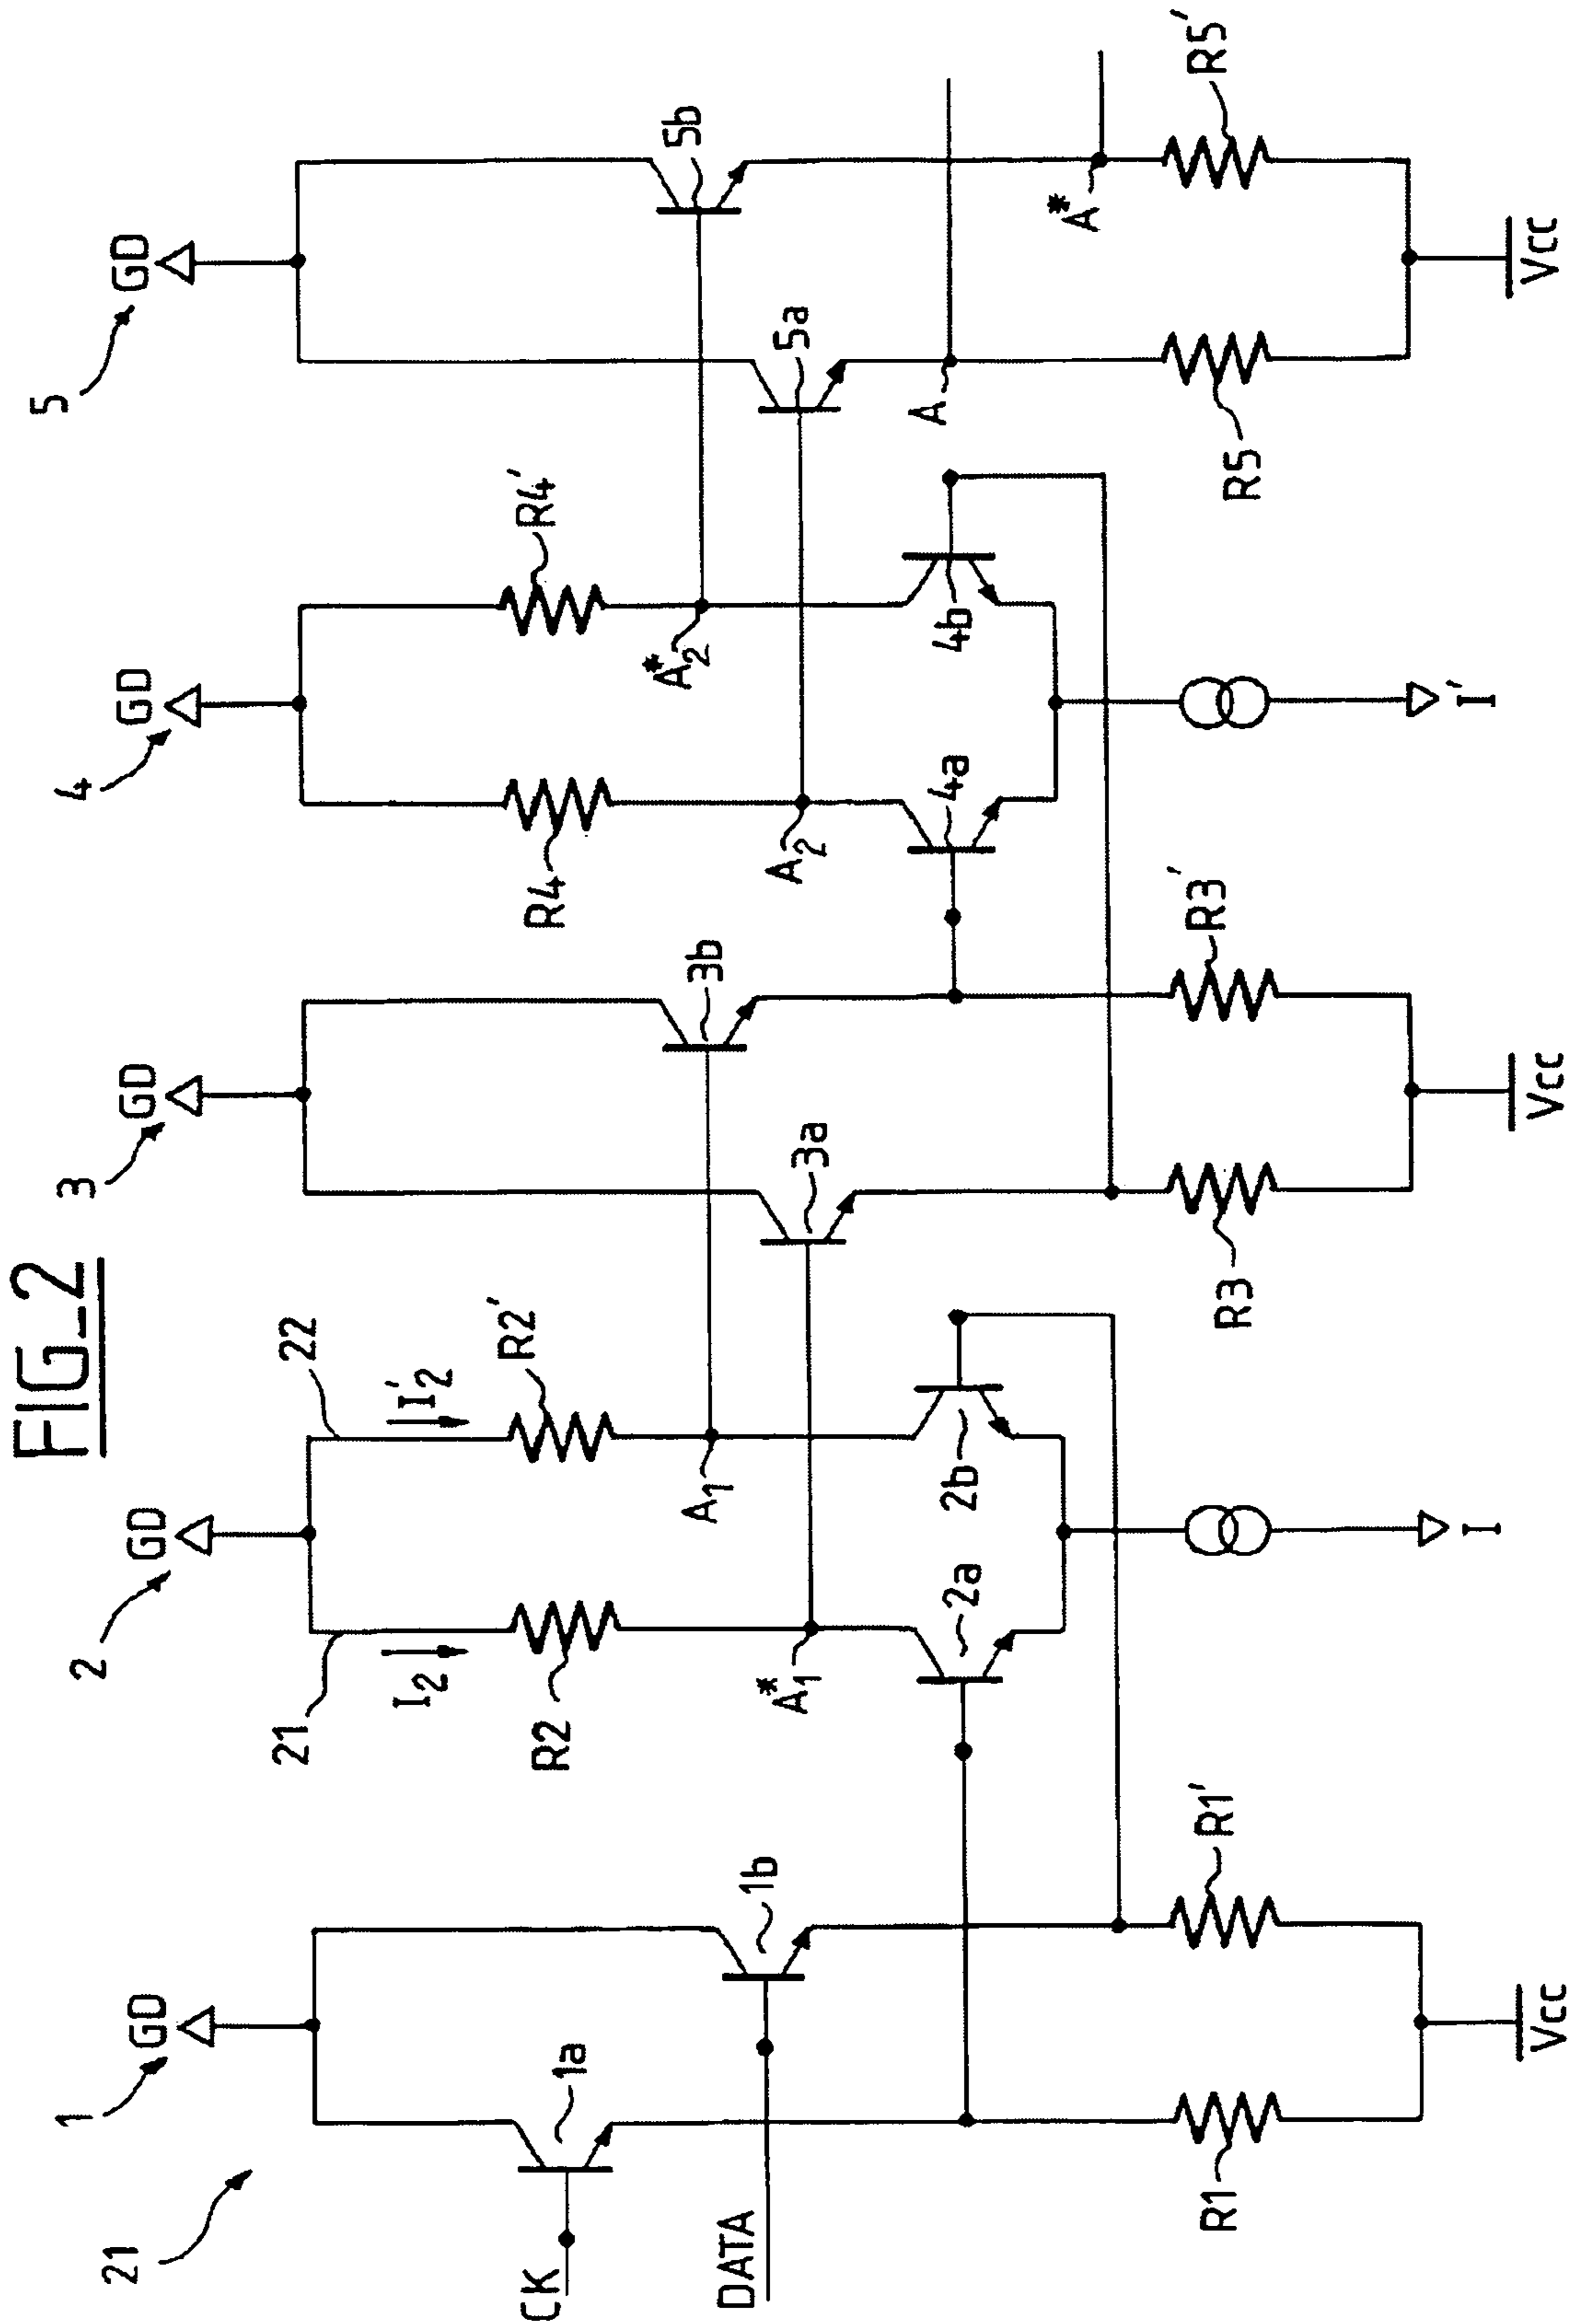 FIG_2
1
2
3
4
5
GD
GD
GD
GD
GD
21
21
22
I2
I'2
CK
1a
DATA
1b
R2
R2'
A*1
A1
3a
3b
R4
R4'
A2
A*2
5a
5b
2a
2b
4a
4b
A
A*
R1
R1'
R3
R3'
R5
R5'
Vcc
I
Vcc
I'
Vcc